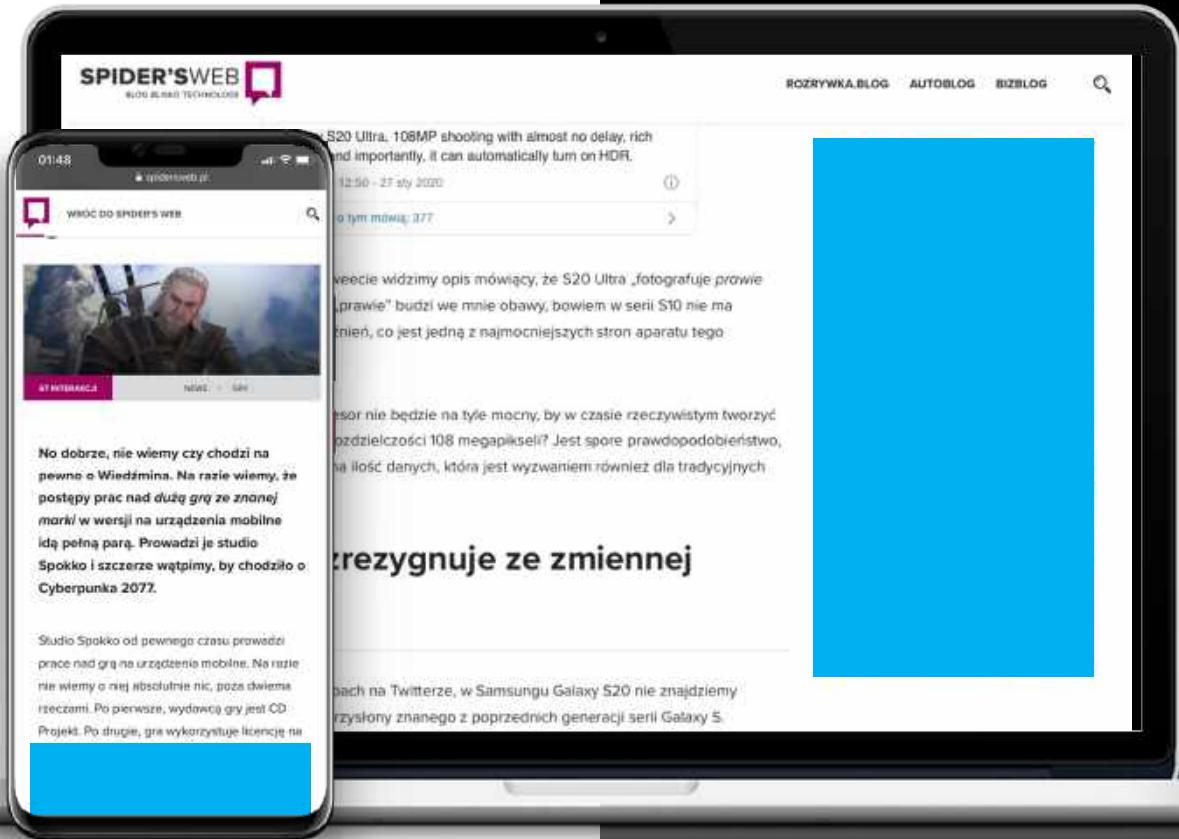 SPIDER'SWEB
BLOG BLISKO TECHNOLOGII
ROZRYWKA.BLOG AUTOBLOG BIZBLOG
S20 Ultra, 108MP shooting with almost no delay, rich
and importantly, it can automatically turn on HDR.
12:50 - 27 sty 2020
o tym mówią: 377
weecie widzimy opis mówiący, że S20 Ultra „fotografuje prawie
„prawie” budzi we mnie obawy, bowiem w serii S10 nie ma
źnień, co jest jedną z najmocniejszych stron aparatu tego
esor nie będzie na tyle mocny, by w czasie rzeczywistym tworzyć
ozdzielczości 108 megapikseli? Jest spore prawdopodobieństwo,
na ilość danych, która jest wyzwaniem również dla tradycyjnych
zrezygnuje ze zmiennej
pach na Twitterze, w Samsungu Galaxy S20 nie znajdziemy
rzysłony znanego z poprzednich generacji serii Galaxy S.
01:48
spidersweb.pl
WRÓĆ DO SPIDER'S WEB
67 INTERAKCJI
NEWS GRY
No dobrze, nie wiemy czy chodzi na
pewno o Wiedźmina. Na razie wiemy, że
postępy prac nad dużą grą ze znanej
marki w wersji na urządzenia mobilne
idą pełną parą. Prowadzi je studio
Spokko i szczerze wątpimy, by chodziło o
Cyberpunka 2077.
Studio Spokko od pewnego czasu prowadzi
prace nad grą na urządzenia mobilne. Na razie
nie wiemy o niej absolutnie nic, poza dwiema
rzeczami. Po pierwsze, wydawcą gry jest CD
Projekt. Po drugie, gra wykorzystuje licencję na